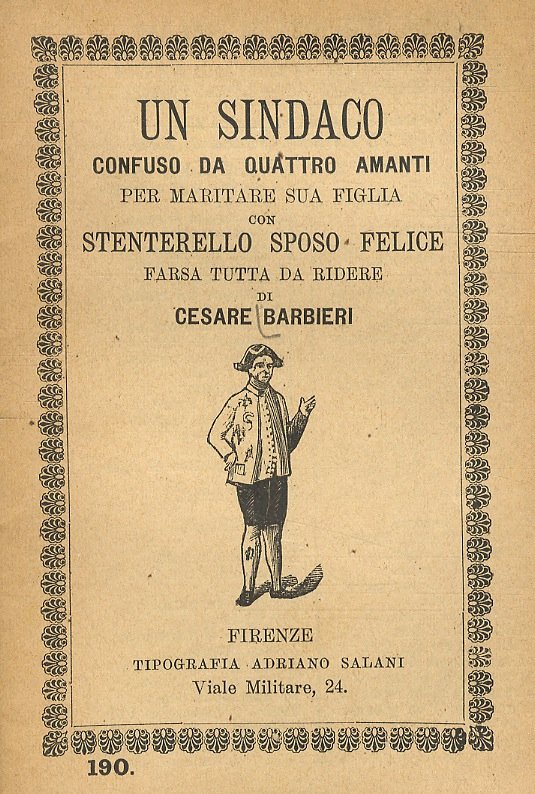 UN SINDACO
CONFUSO DA QUATTRO AMANTI
PER MARITARE SUA FIGLIA
CON
STENTERELLO SPOSO FELICE
FARSA TUTTA DA RIDERE
DI
CESARE BARBIERI
FIRENZE
TIPOGRAFIA ADRIANO SALANI
Viale Militare, 24.
190.